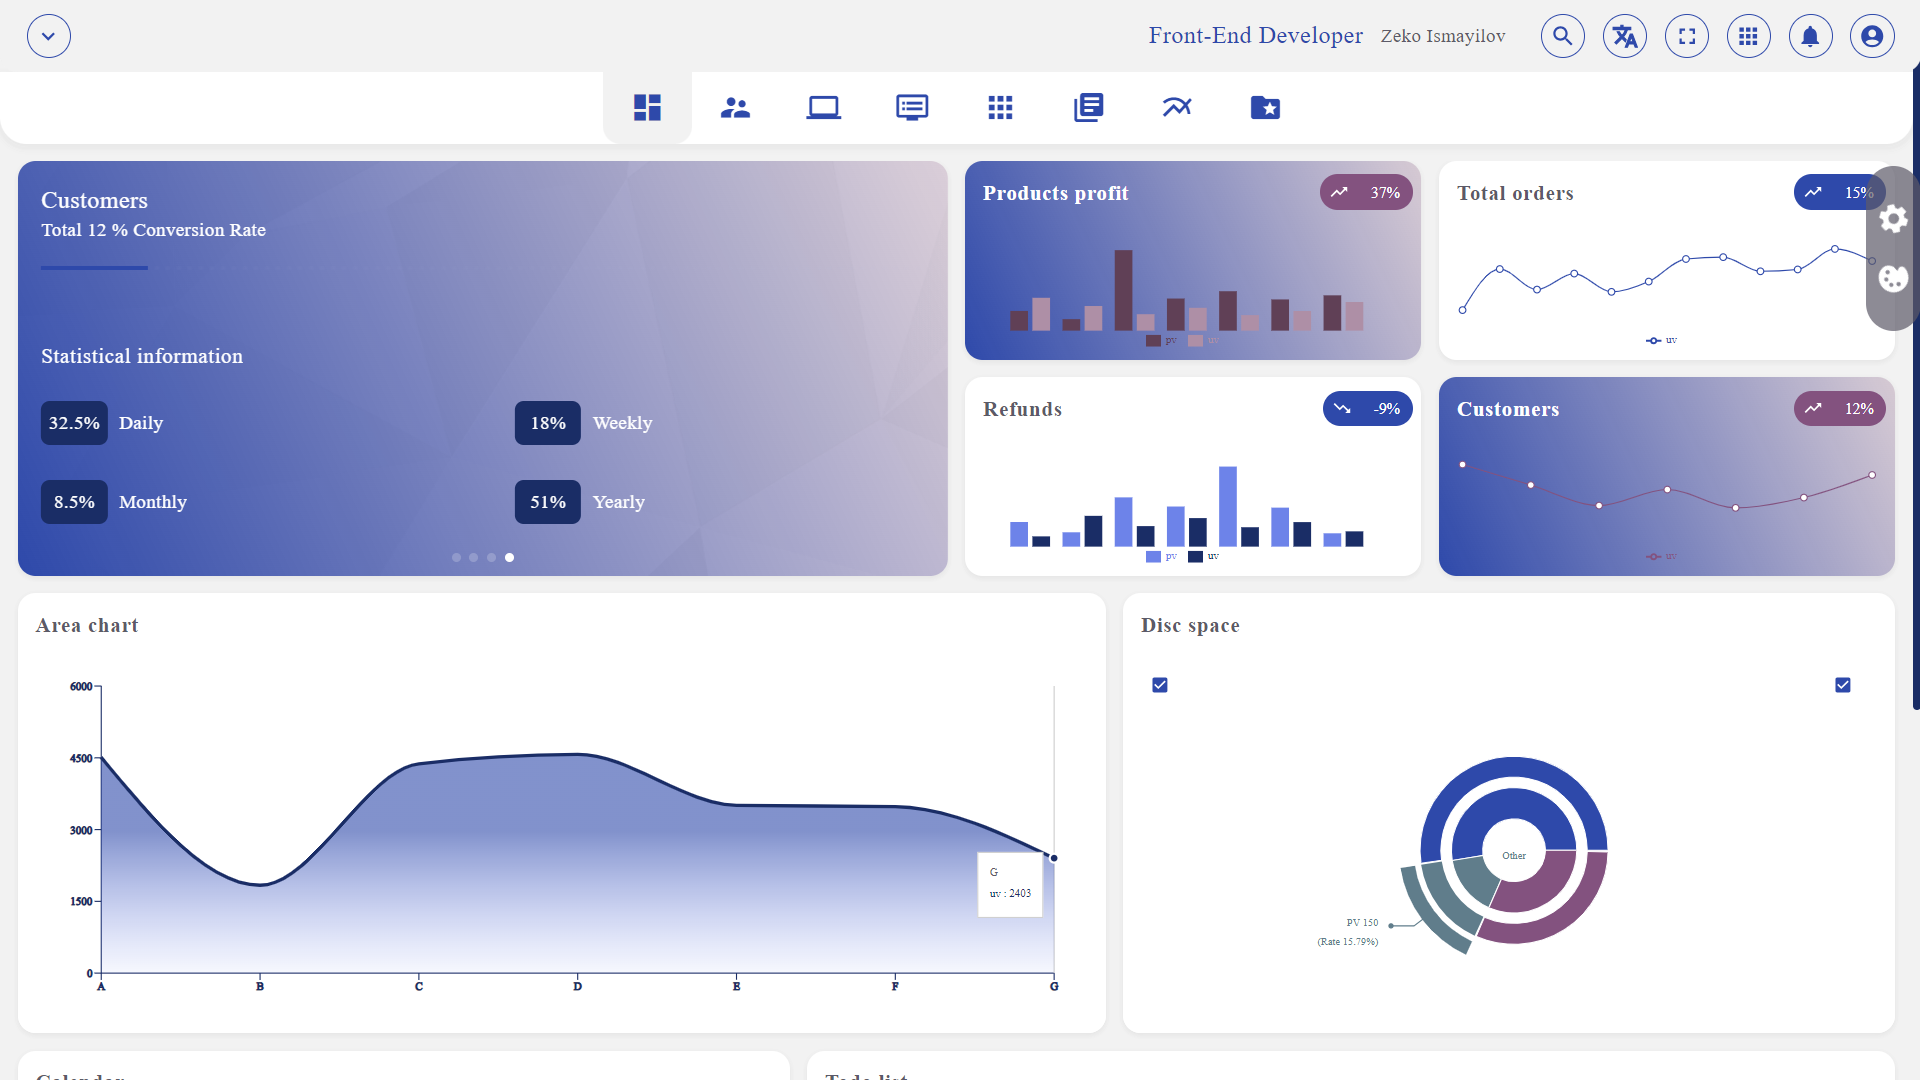 Front-End Developer Zeko Ismayilov
Customers
Total 12 % Conversion Rate
Statistical information
32.5% Daily
18% Weekly
8.5% Monthly
51% Yearly
Products profit
37%
pv uv
Total orders
15%
uv
Refunds
-9%
pv uv
Customers
12%
uv
Area chart
6000
4500
3000
1500
0
A B C D E F G
G
uv : 2403
Disc space
Other
PV 150
(Rate 15.79%)
Calendar
Todo list